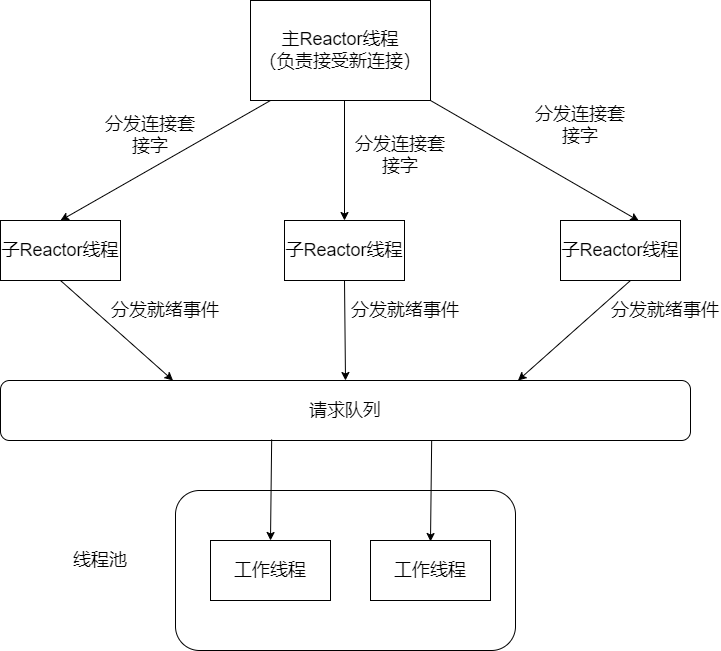 主Reactor线程
（负责接受新连接）
分发连接套
接字
分发连接套
接字
分发连接套
接字
子Reactor线程
子Reactor线程
子Reactor线程
分发就绪事件
分发就绪事件
分发就绪事件
请求队列
线程池
工作线程
工作线程